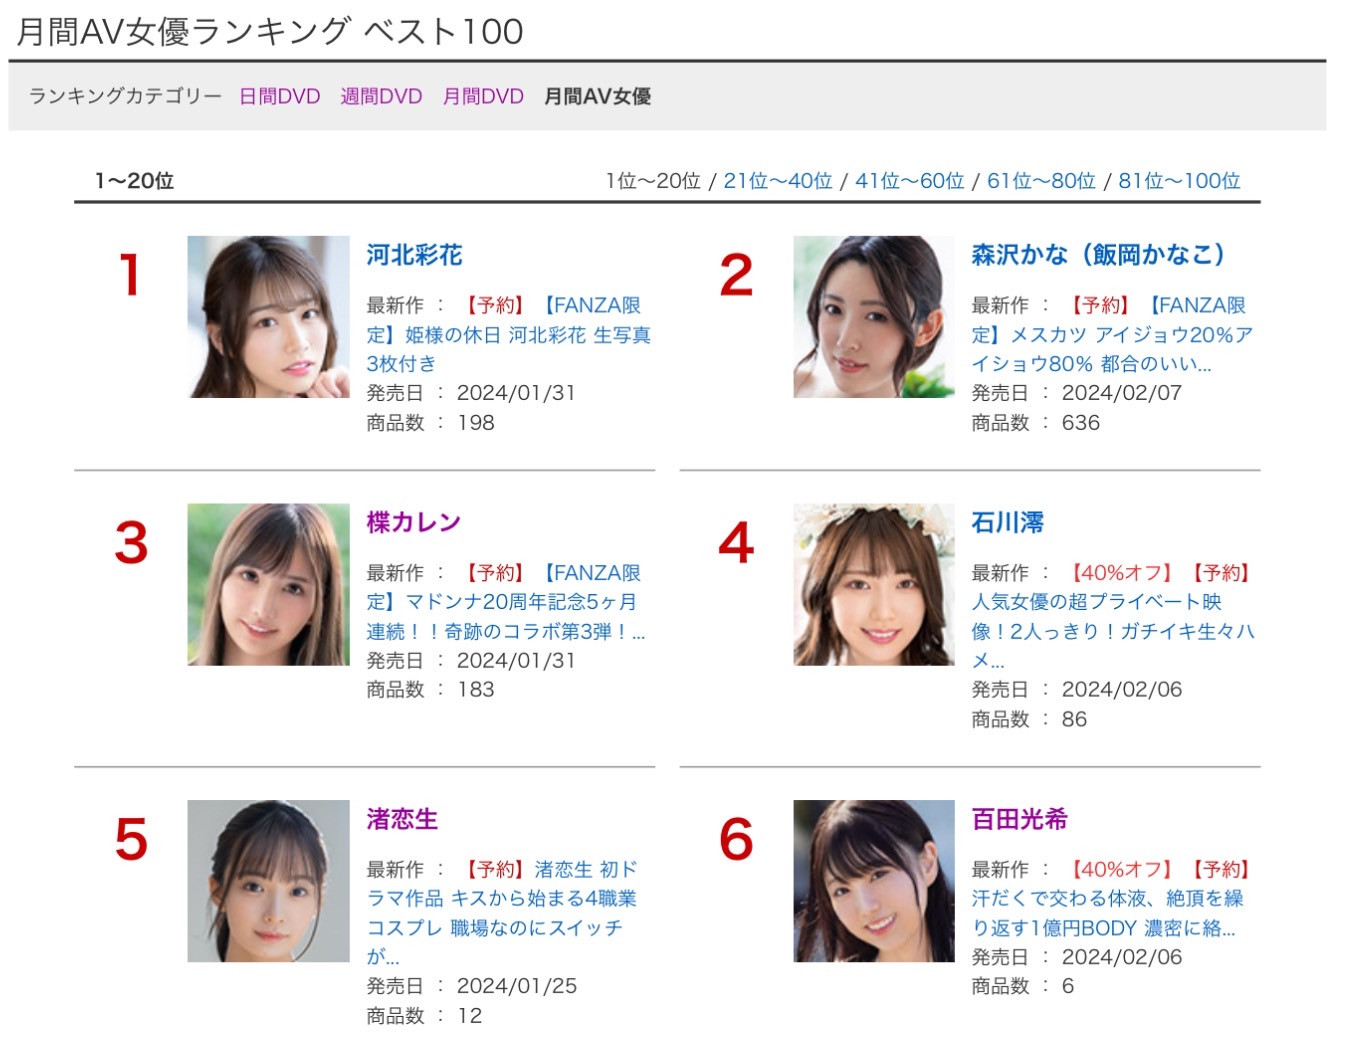 月間AV女優ランキング ベスト100
ランキングカテゴリー 日間DVD 週間DVD 月間DVD 月間AV女優
1〜20位
1位〜20位 / 21位〜40位 / 41位〜60位 / 61位〜80位 / 81位〜100位
1
河北彩花
最新作 ： 【予約】【FANZA限
定】姫様の休日 河北彩花 生写真
3枚付き
発売日 ： 2024/01/31
商品数 ： 198
2
森沢かな（飯岡かなこ）
最新作 ： 【予約】【FANZA限
定】メスカツ アイジョウ20%ア
イショウ80% 都合のいい...
発売日 ： 2024/02/07
商品数 ： 636
3
楪カレン
最新作 ： 【予約】【FANZA限
定】マドンナ20周年記念5ヶ月
連続！！奇跡のコラボ第3弾！...
発売日 ： 2024/01/31
商品数 ： 183
4
石川澪
最新作 ： 【40%オフ】【予約】
人気女優の超プライベート映
像！2人っきり！ガチイキ生々ハ
メ...
発売日 ： 2024/02/06
商品数 ： 86
5
渚恋生
最新作 ： 【予約】渚恋生 初ド
ラマ作品 キスから始まる4職業
コスプレ 職場なのにスイッチ
が...
発売日 ： 2024/01/25
商品数 ： 12
6
百田光希
最新作 ： 【40%オフ】【予約】
汗だくで交わる体液、絶頂を繰
り返す1億円BODY 濃密に絡...
発売日 ： 2024/02/06
商品数 ： 6